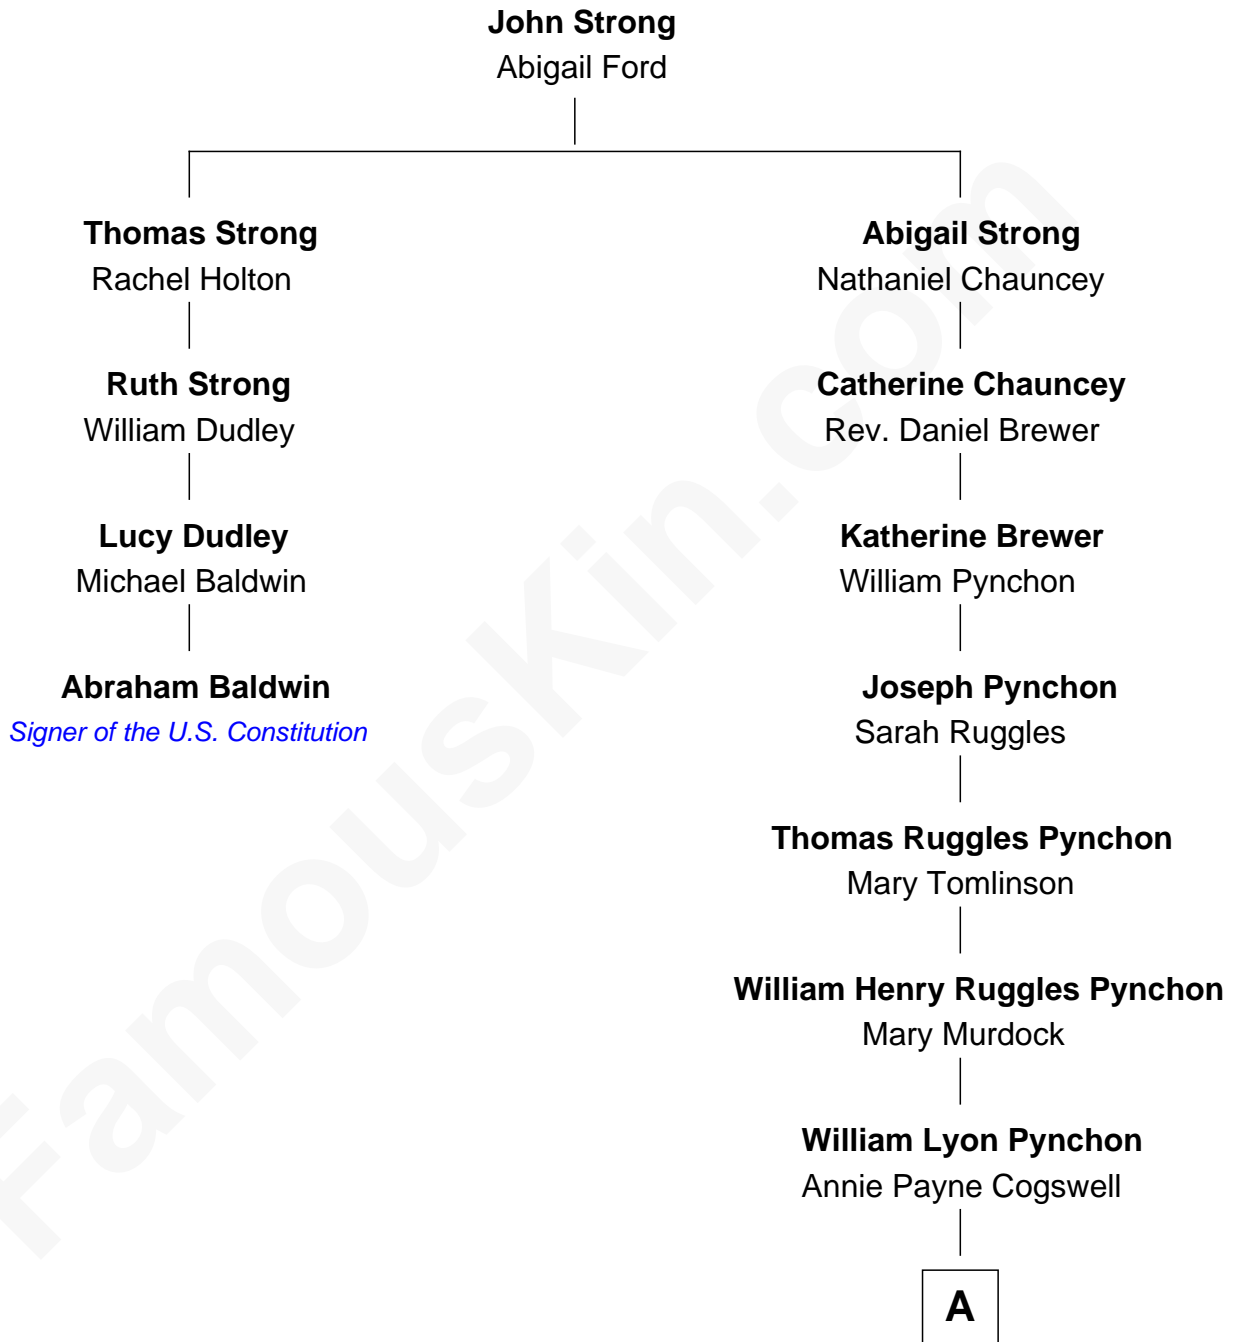 John Strong
Abigail Ford
Thomas Strong
Rachel Holton
Ruth Strong
William Dudley
Lucy Dudley
Michael Baldwin
Abraham Baldwin
Signer of the U.S. Constitution
Abigail Strong
Nathaniel Chauncey
Catherine Chauncey
Rev. Daniel Brewer
Katherine Brewer
William Pynchon
Joseph Pynchon
Sarah Ruggles
Thomas Ruggles Pynchon
Mary Tomlinson
William Henry Ruggles Pynchon
Mary Murdock
William Lyon Pynchon
Annie Payne Cogswell
A
FamousKin.com